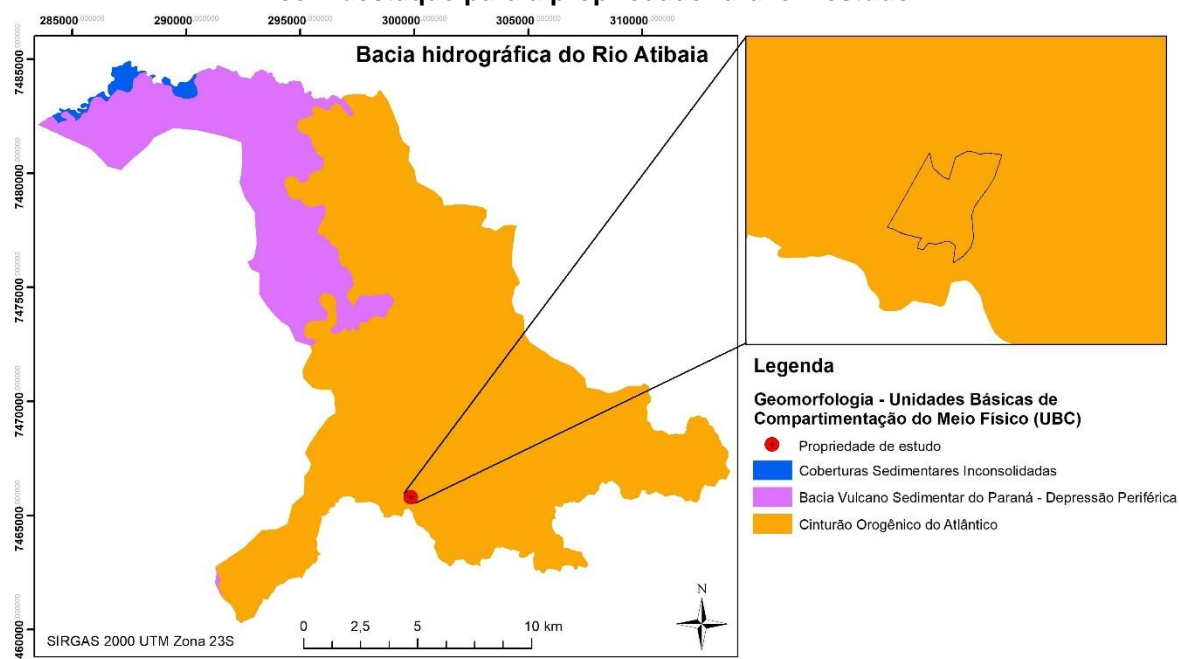 285000,000000 290000,000000 295000,000000 300000,000000 305000,000000 310000,000000
Bacia hidrográfica do Rio Atibaia
7485000,000000
7480000,000000
7475000,000000
7470000,000000
7465000,000000
460000,000000
Legenda
Geomorfologia - Unidades Básicas de
Compartimentação do Meio Físico (UBC)
Propriedade de estudo
Coberturas Sedimentares Inconsolidadas
Bacia Vulcano Sedimentar do Paraná - Depressão Periférica
Cinturão Orogênico do Atlântico
N
SIRGAS 2000 UTM Zona 23S
0 2,5 5 10 km